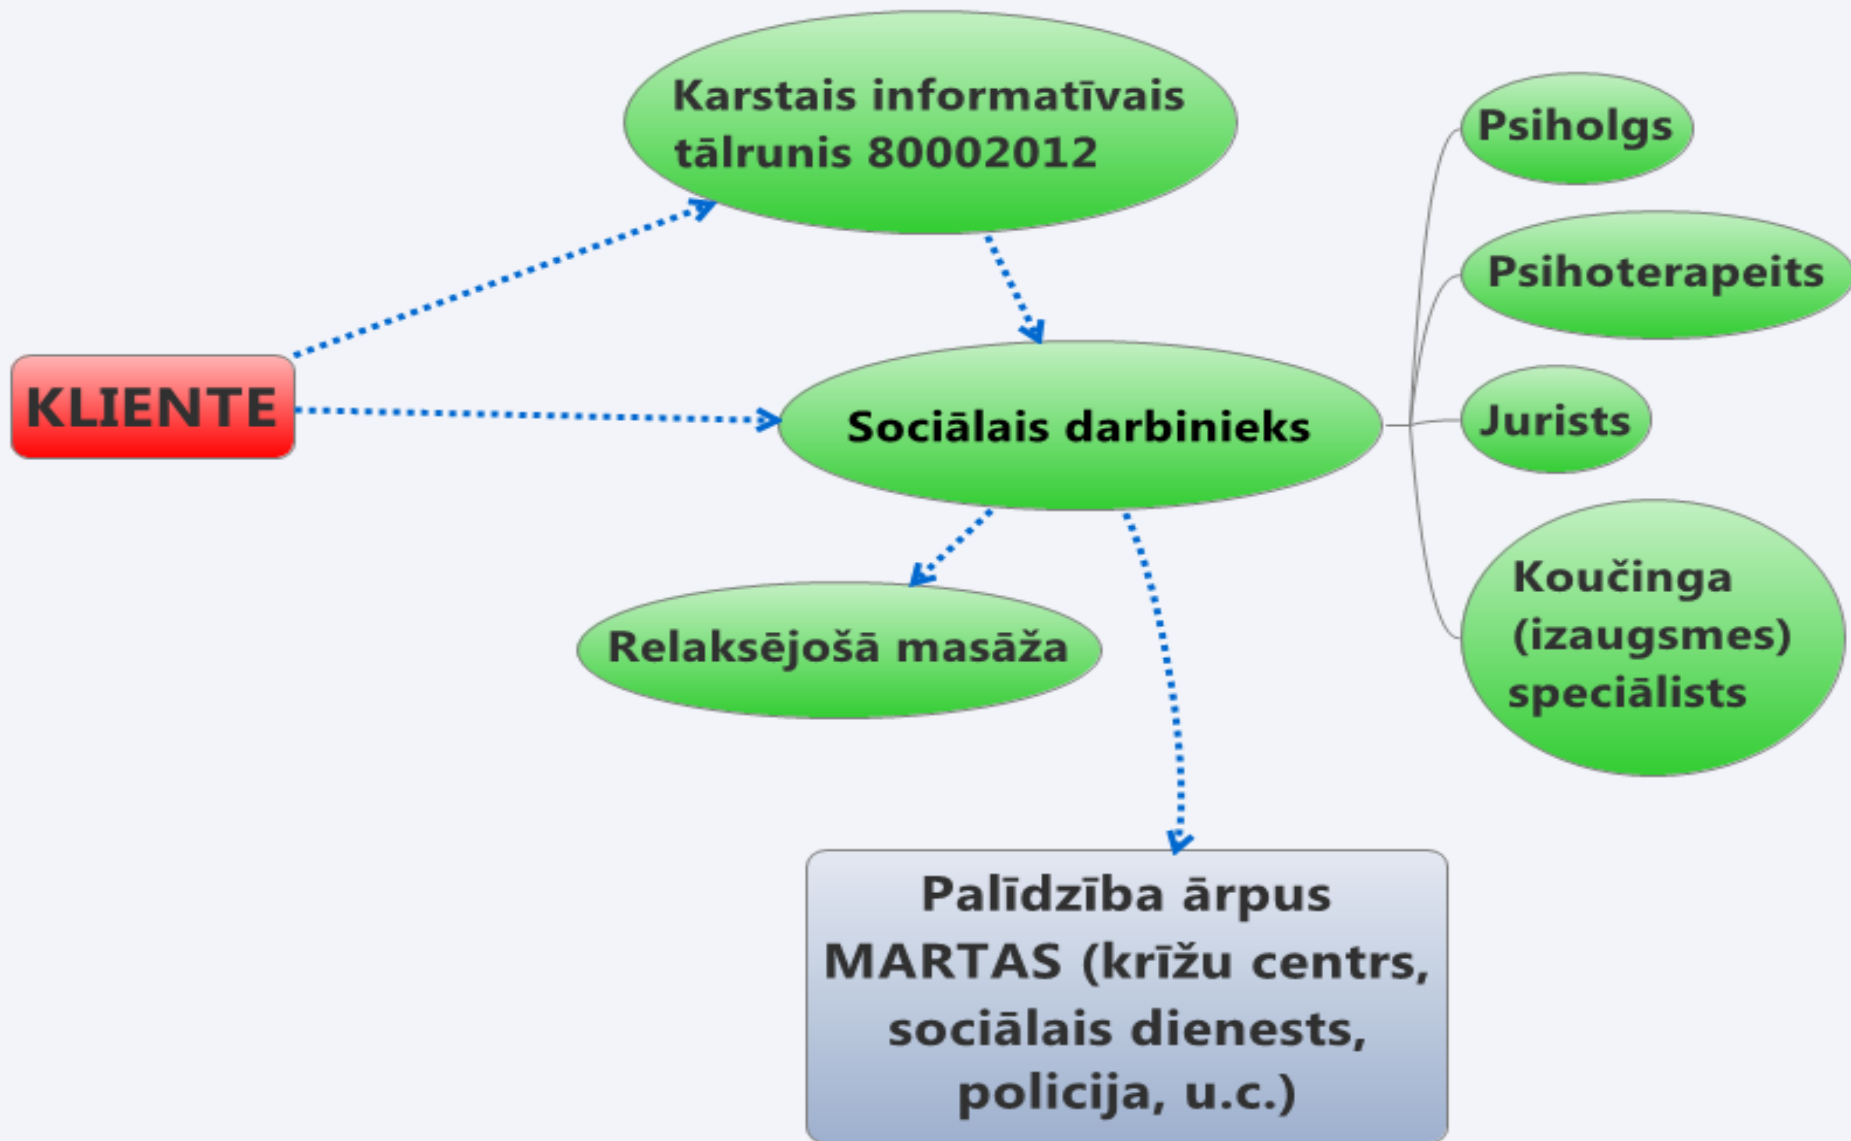 Karstais informatīvais
tālrunis 80002012
Psiholgs
Psihoterapeits
KLIENTE
Sociālais darbinieks
Jurists
Koučinga
(izaugsmes)
speciālists
Relaksējošā masāža
Palīdzība ārpus
MARTAS (krīžu centrs,
sociālais dienests,
policija, u.c.)